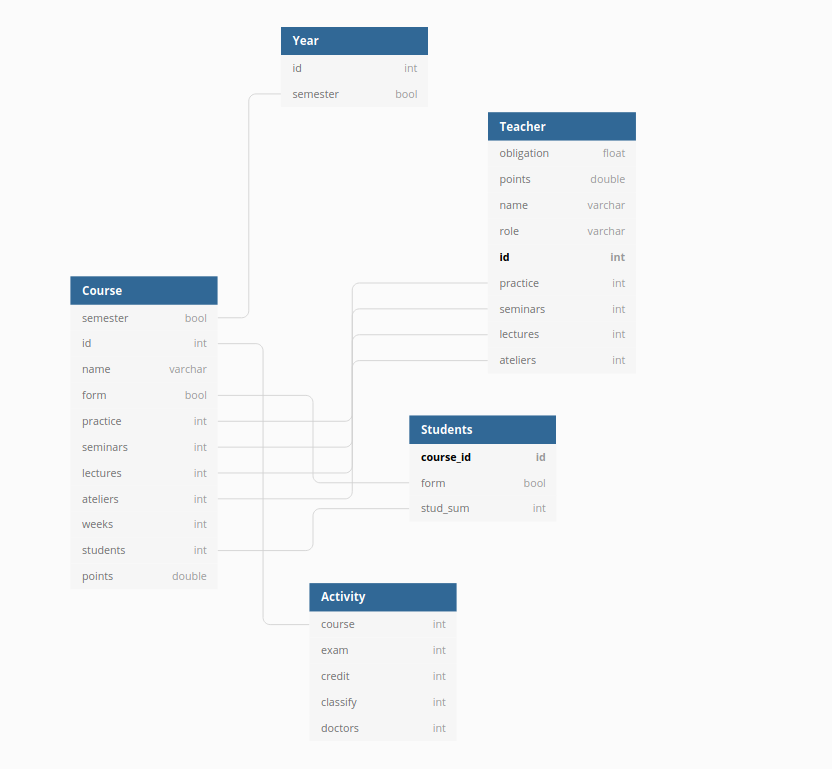 Year
id int
semester bool
Teacher
obligation float
points double
name varchar
role varchar
id int
practice int
seminars int
lectures int
ateliers int
Course
semester bool
id int
name varchar
form bool
practice int
seminars int
lectures int
ateliers int
weeks int
students int
points double
Students
course_id id
form bool
stud_sum int
Activity
course int
exam int
credit int
classify int
doctors int